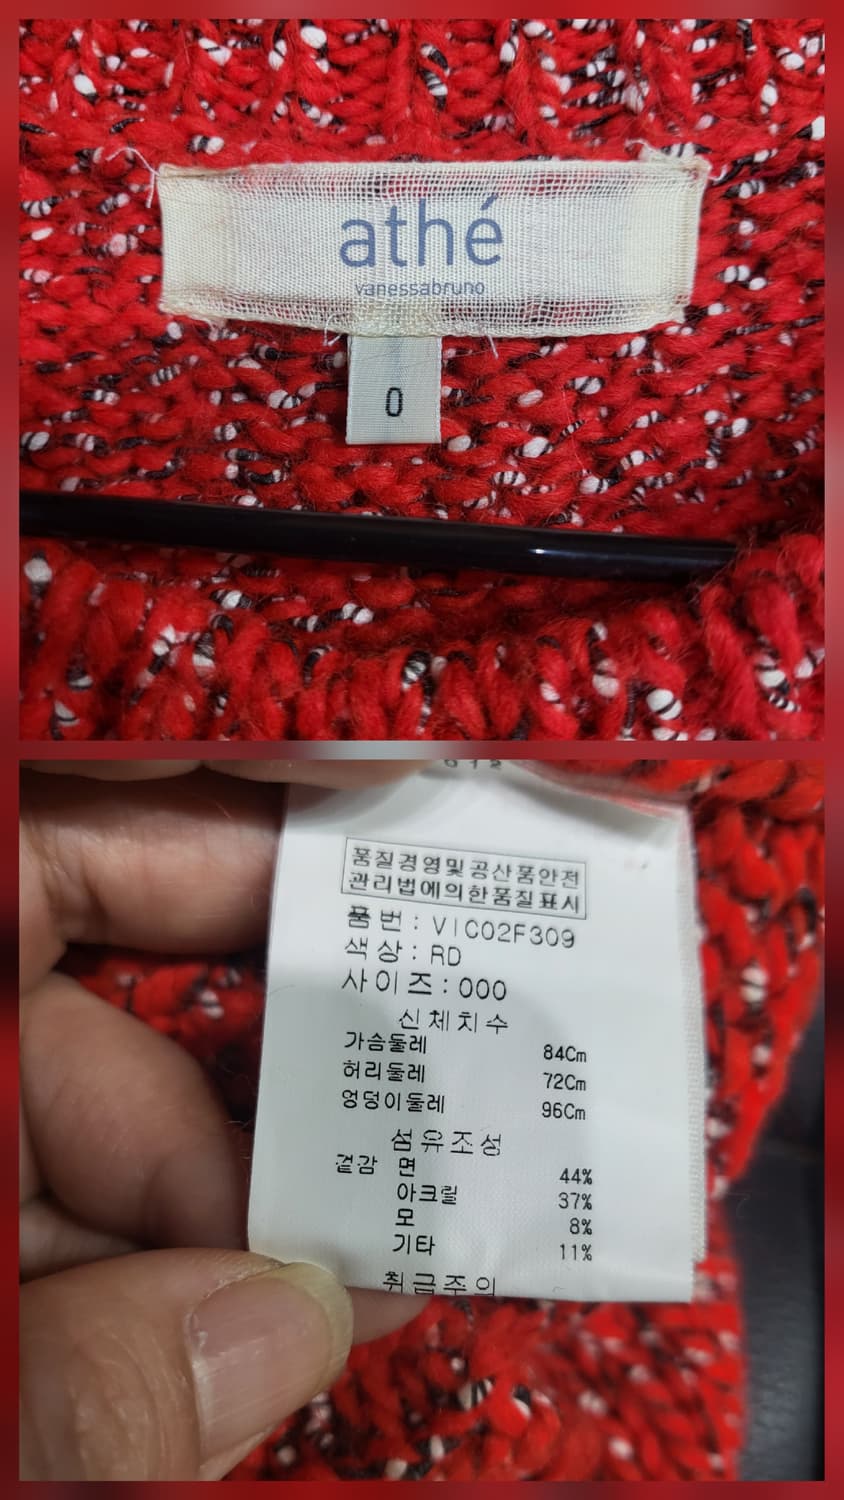 athé
vanessabruno
0
품질경영및공산품안전
관리법에의한품질표시
품번:VIC02F309
색상:RD
사이즈:000
신체치수
가슴둘레 84Cm
허리둘레 72Cm
엉덩이둘레 96Cm
섬유조성
겉감 면 44%
아크릴 37%
모 8%
기타 11%
취급주의